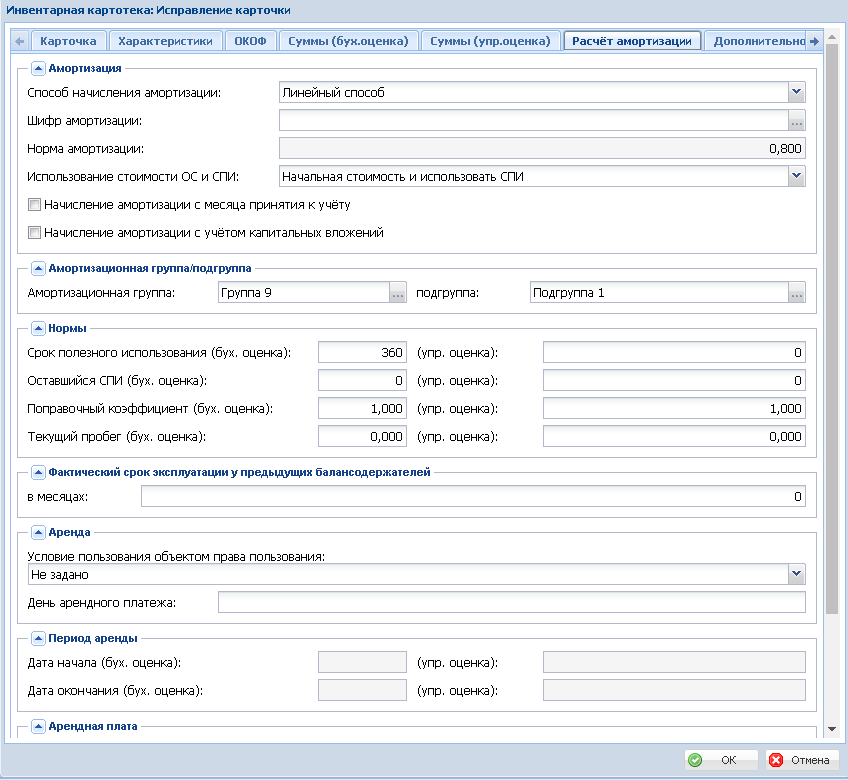 Инвентарная картотека: Исправление карточки
Карточка Характеристики ОКОФ Суммы (бух.оценка) Суммы (упр.оценка) Расчёт амортизации Дополнительно
Амортизация
Способ начисления амортизации: Линейный способ
Шифр амортизации: ...
Норма амортизации: 0,800
Использование стоимости ОС и СПИ: Начальная стоимость и использовать СПИ
Начисление амортизации с месяца принятия к учёту
Начисление амортизации с учётом капитальных вложений
Амортизационная группа/подгруппа
Амортизационная группа: Группа 9 ... подгруппа: Подгруппа 1 ...
Нормы
Срок полезного использования (бух. оценка): 360 (упр. оценка): 0
Оставшийся СПИ (бух. оценка): 0 (упр. оценка): 0
Поправочный коэффициент (бух. оценка): 1,000 (упр. оценка): 1,000
Текущий пробег (бух. оценка): 0,000 (упр. оценка): 0,000
Фактический срок эксплуатации у предыдущих балансодержателей
в месяцах: 0
Аренда
Условие пользования объектом права пользования:
Не задано
День арендного платежа:
Период аренды
Дата начала (бух. оценка): (упр. оценка):
Дата окончания (бух. оценка): (упр. оценка):
Арендная плата
ОК Отмена